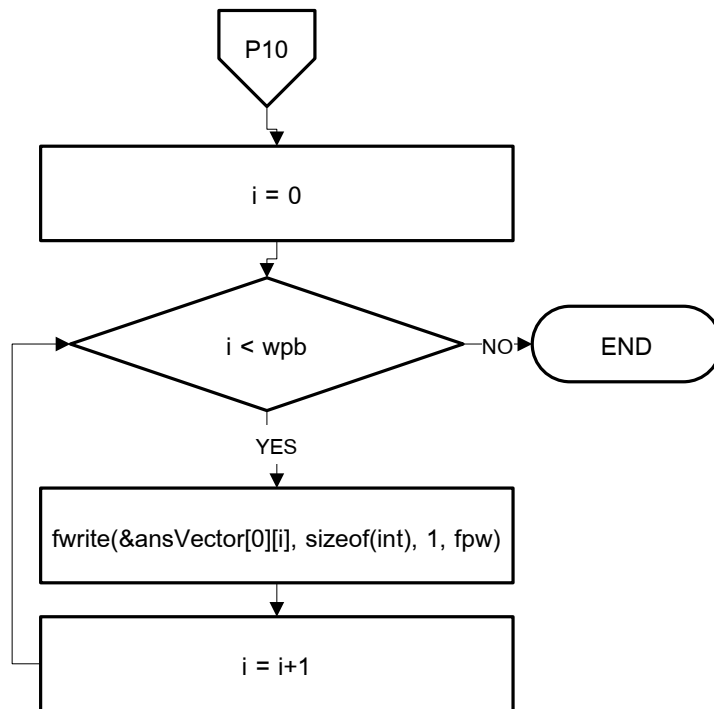 P10
i = 0
i < wpb
NO
END
YES
fwrite(&ansVector[0][i], sizeof(int), 1, fpw)
i = i+1